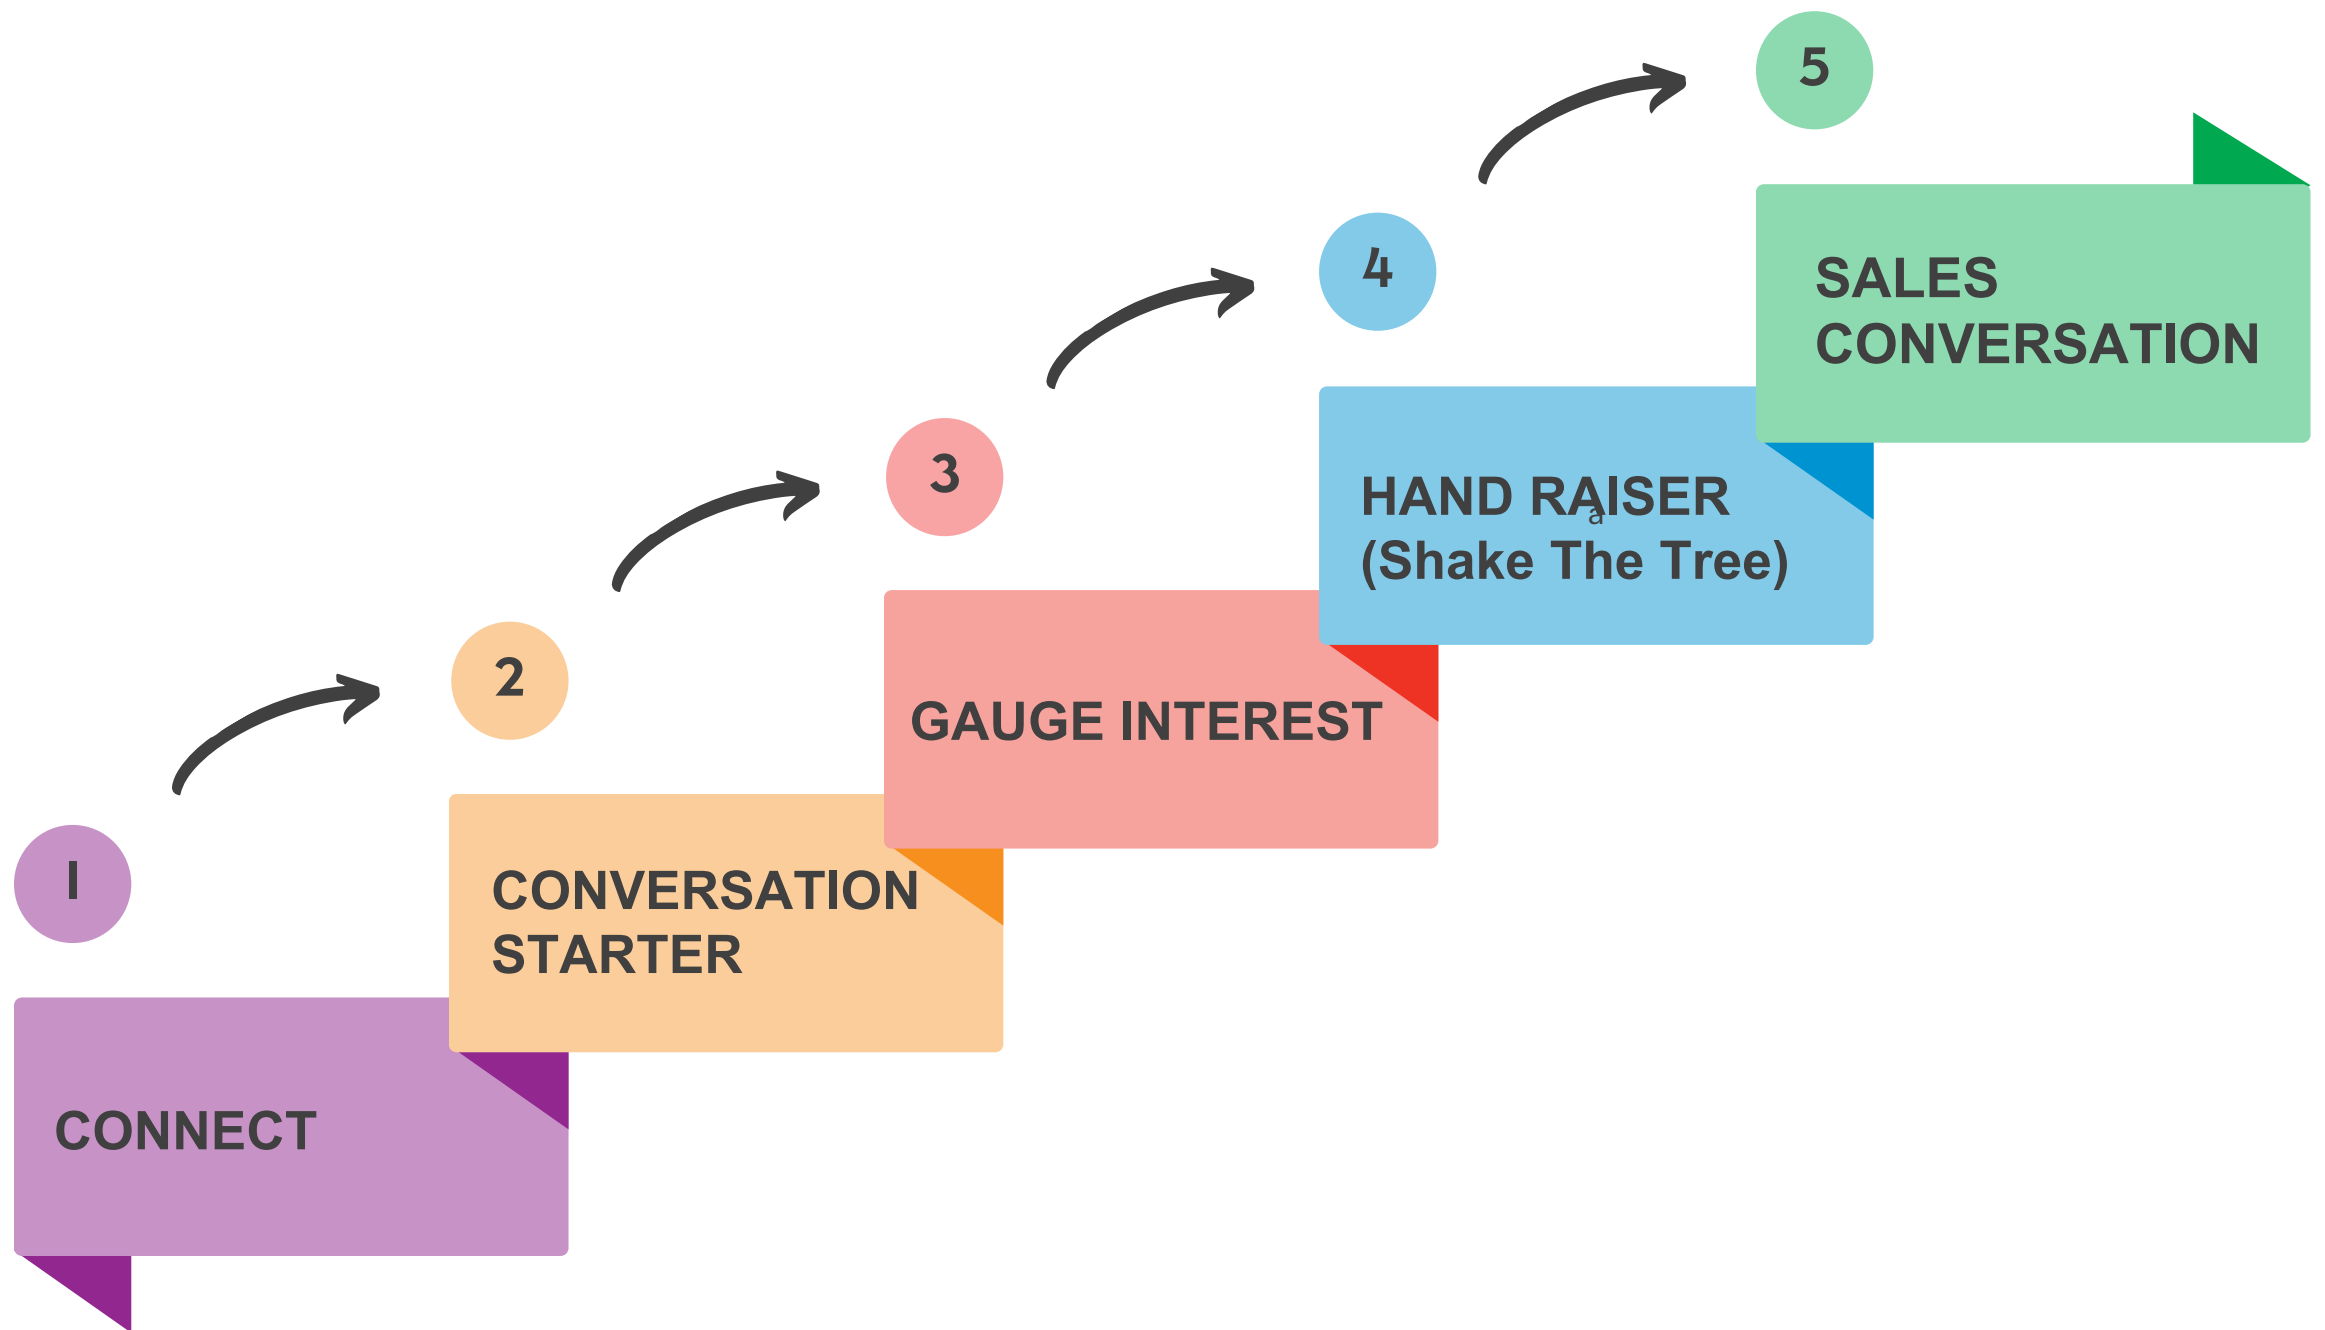 1
CONNECT
2
CONVERSATION
STARTER
3
GAUGE INTEREST
4
HAND RAISER
a
(Shake The Tree)
5
SALES
CONVERSATION